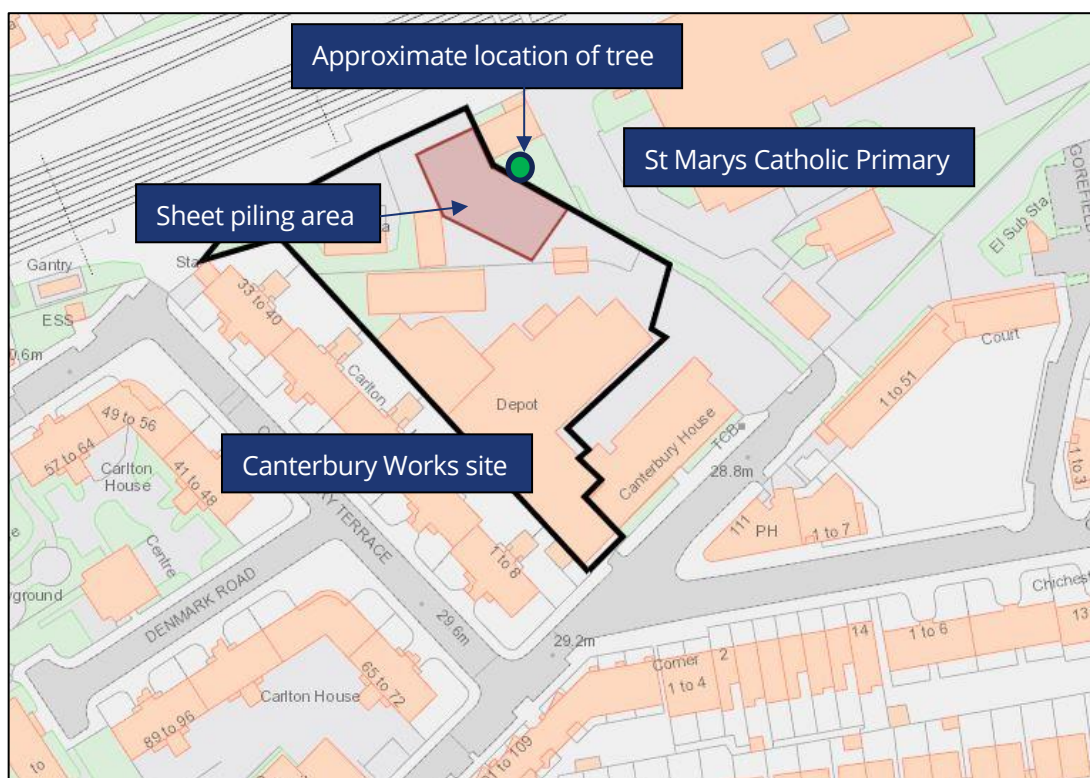 Approximate location of tree
St Marys Catholic Primary
Sheet piling area
El Sub Sta
Gantry
ESS
33 to 40
Carlton
Court
1 to 51
Depot
Canterbury House
TCB
28.8m
49 to 56
57 to 64
Carlton
House
41 to 48
Canterbury Works site
TERRACE
1 to 8
111
PH
1 to 7
1 to 3
Centre
DENMARK ROAD
29.6m
29.2m
Corner
2
14
1 to 6
13
1 to 4
65 to 72
Carlton House
89 to 96
to